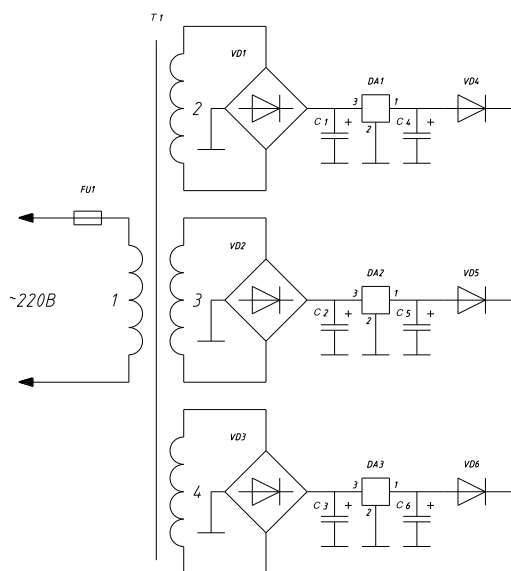 T1
VD1
DA1
VD4
2
3
1
C1
+
2
C4
+
FU1
VD2
DA2
VD5
~220В
1
3
3
1
C2
+
2
C5
+
VD3
DA3
VD6
4
3
1
C3
+
2
C6
+